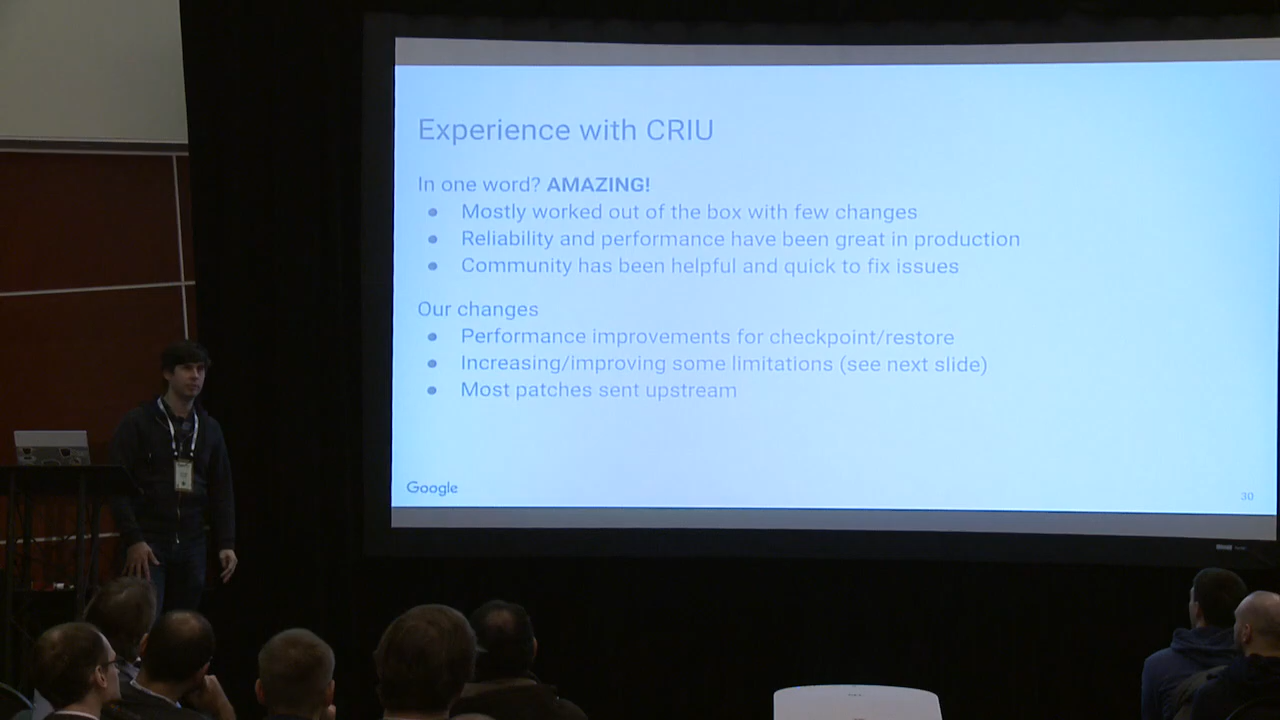 Experience with CRIU
In one word? AMAZING!
● Mostly worked out of the box with few changes
● Reliability and performance have been great in production
● Community has been helpful and quick to fix issues
Our changes
● Performance improvements for checkpoint/restore
● Increasing/improving some limitations (see next slide)
● Most patches sent upstream
Google
30